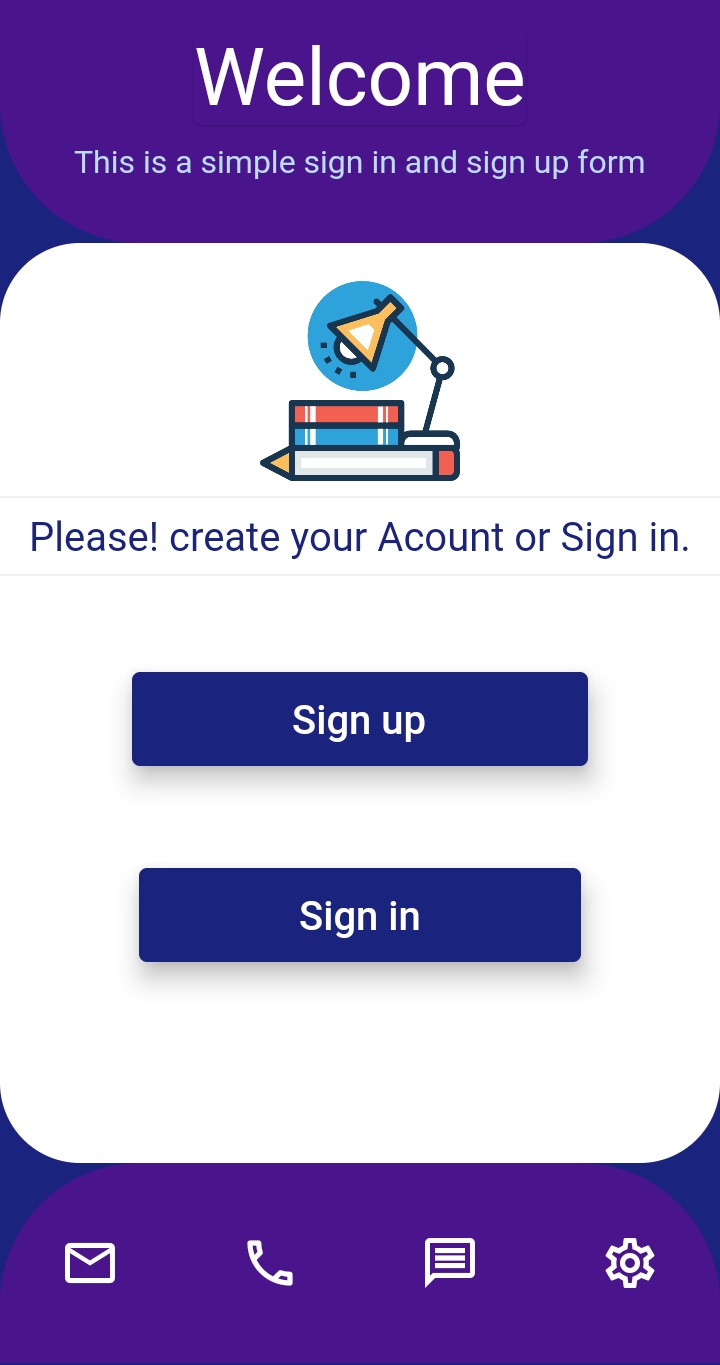 Welcome
This is a simple sign in and sign up form
Please! create your Acount or Sign in.
Sign up
Sign in